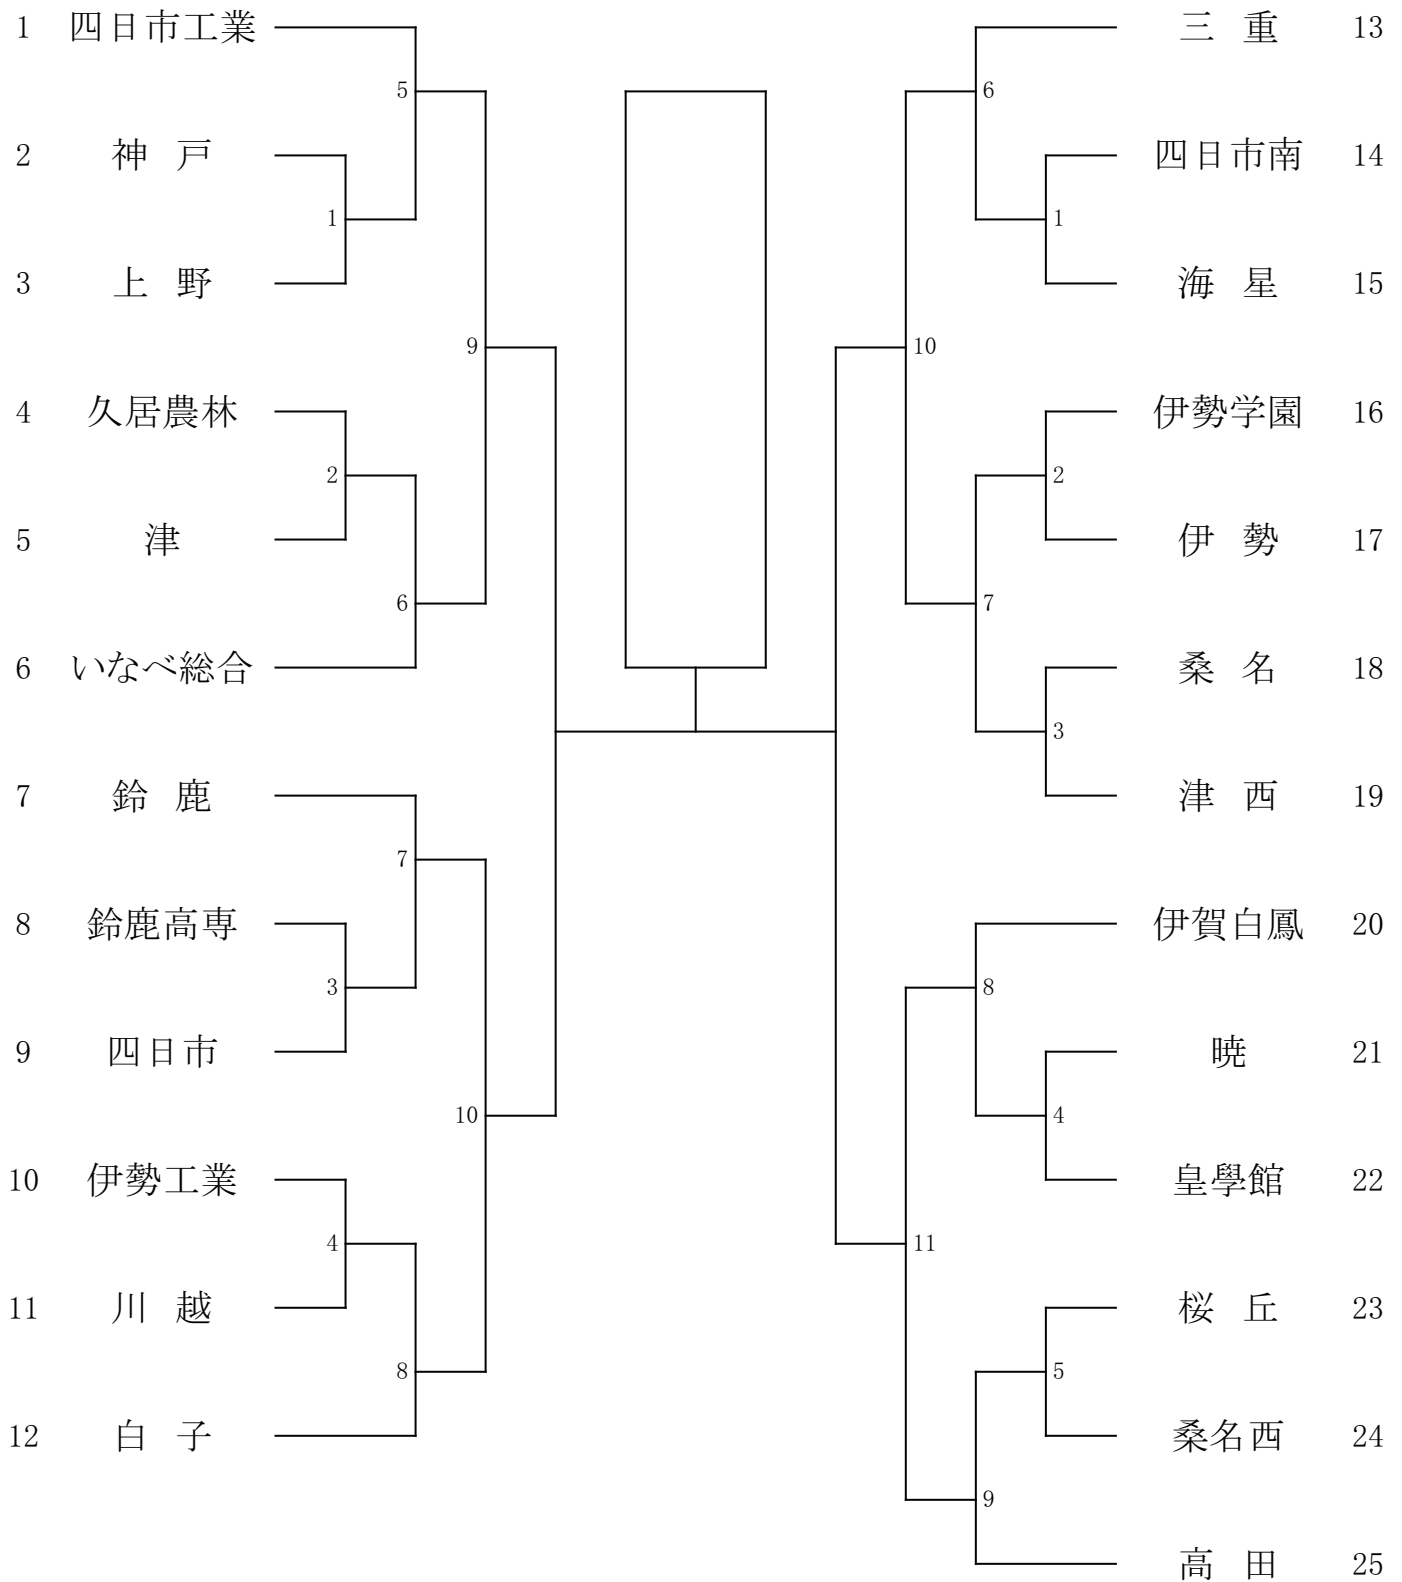 1 四日市工業
5
2 神 戸
1
3 上 野
9
4 久居農林
2
5 津
6
6 いなべ総合
7 鈴 鹿
7
8 鈴鹿高専
3
9 四日市
10
10 伊勢工業
4
11 川 越
8
12 白 子
三 重 13
6
四日市南 14
1
海 星 15
10
伊勢学園 16
2
伊 勢 17
7
桑 名 18
3
津 西 19
伊賀白鳳 20
8
暁 21
4
皇學館 22
11
桜 丘 23
5
桑名西 24
9
高 田 25